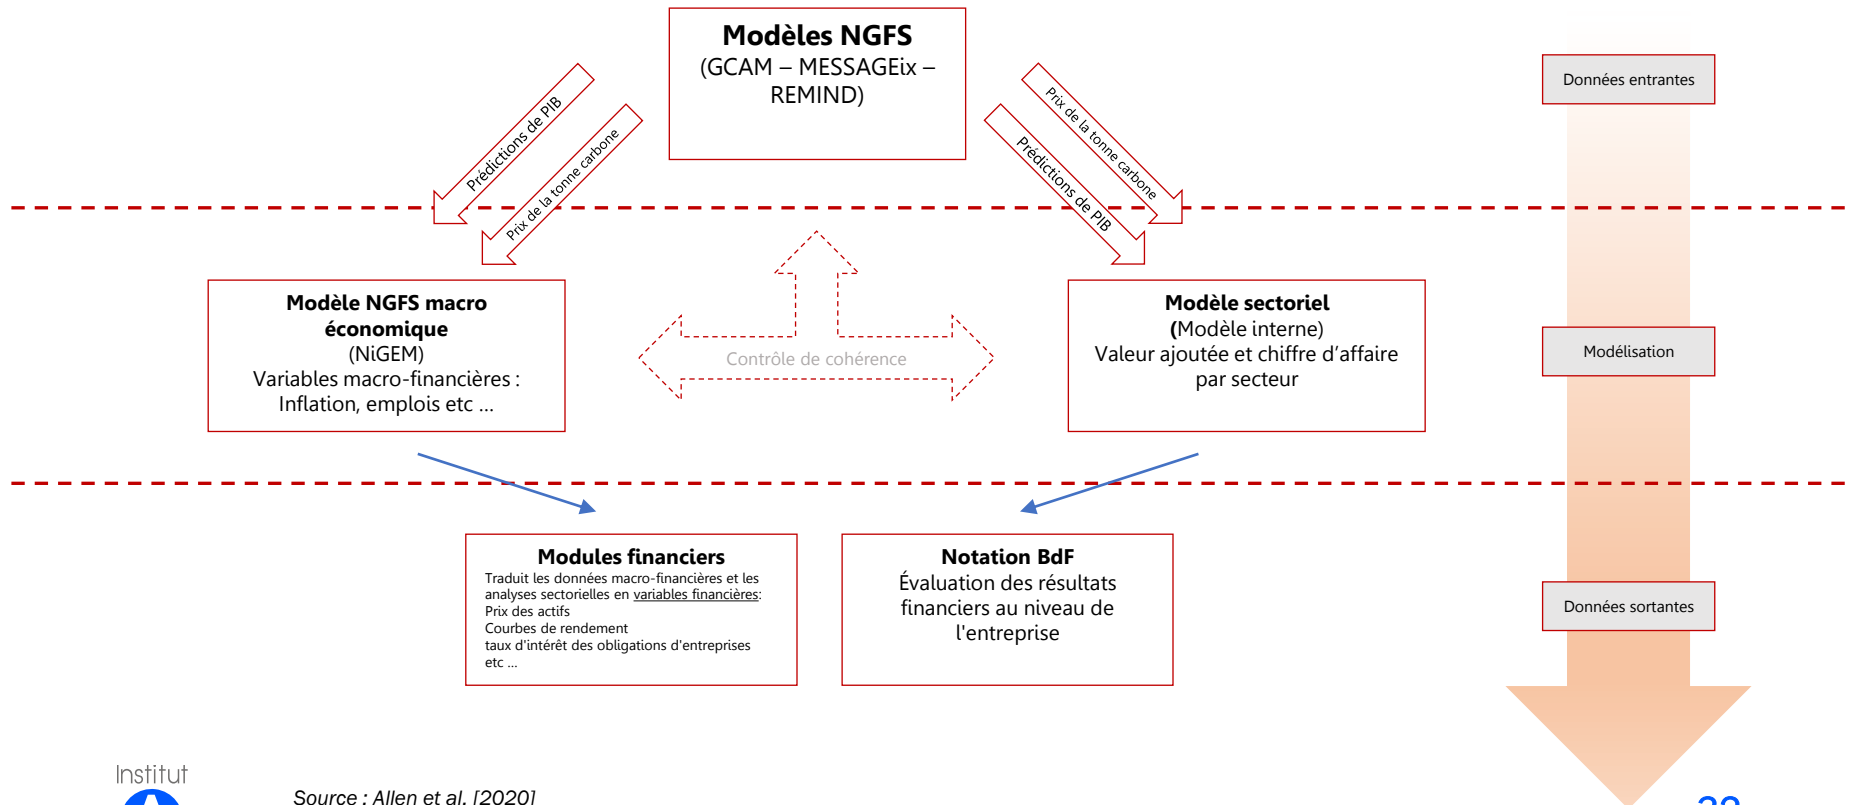 Modèles NGFS
(GCAM – MESSAGEix –
REMIND)
Prédictions de PIB
Prix de la tonne carbone
Prix de la tonne carbone
Prédictions de PIB
Données entrantes
Modèle NGFS macro
économique
(NiGEM)
Variables macro-financières :
Inflation, emplois etc ...
Contrôle de cohérence
Modèle sectoriel
(Modèle interne)
Valeur ajoutée et chiffre d’affaire
par secteur
Modélisation
Modules financiers
Traduit les données macro-financières et les
analyses sectorielles en variables financières:
Prix des actifs
Courbes de rendement
taux d'intérêt des obligations d'entreprises
etc ...
Notation BdF
Évaluation des résultats
financiers au niveau de
l'entreprise
Données sortantes
Institut
Source : Allen et al. [2020]